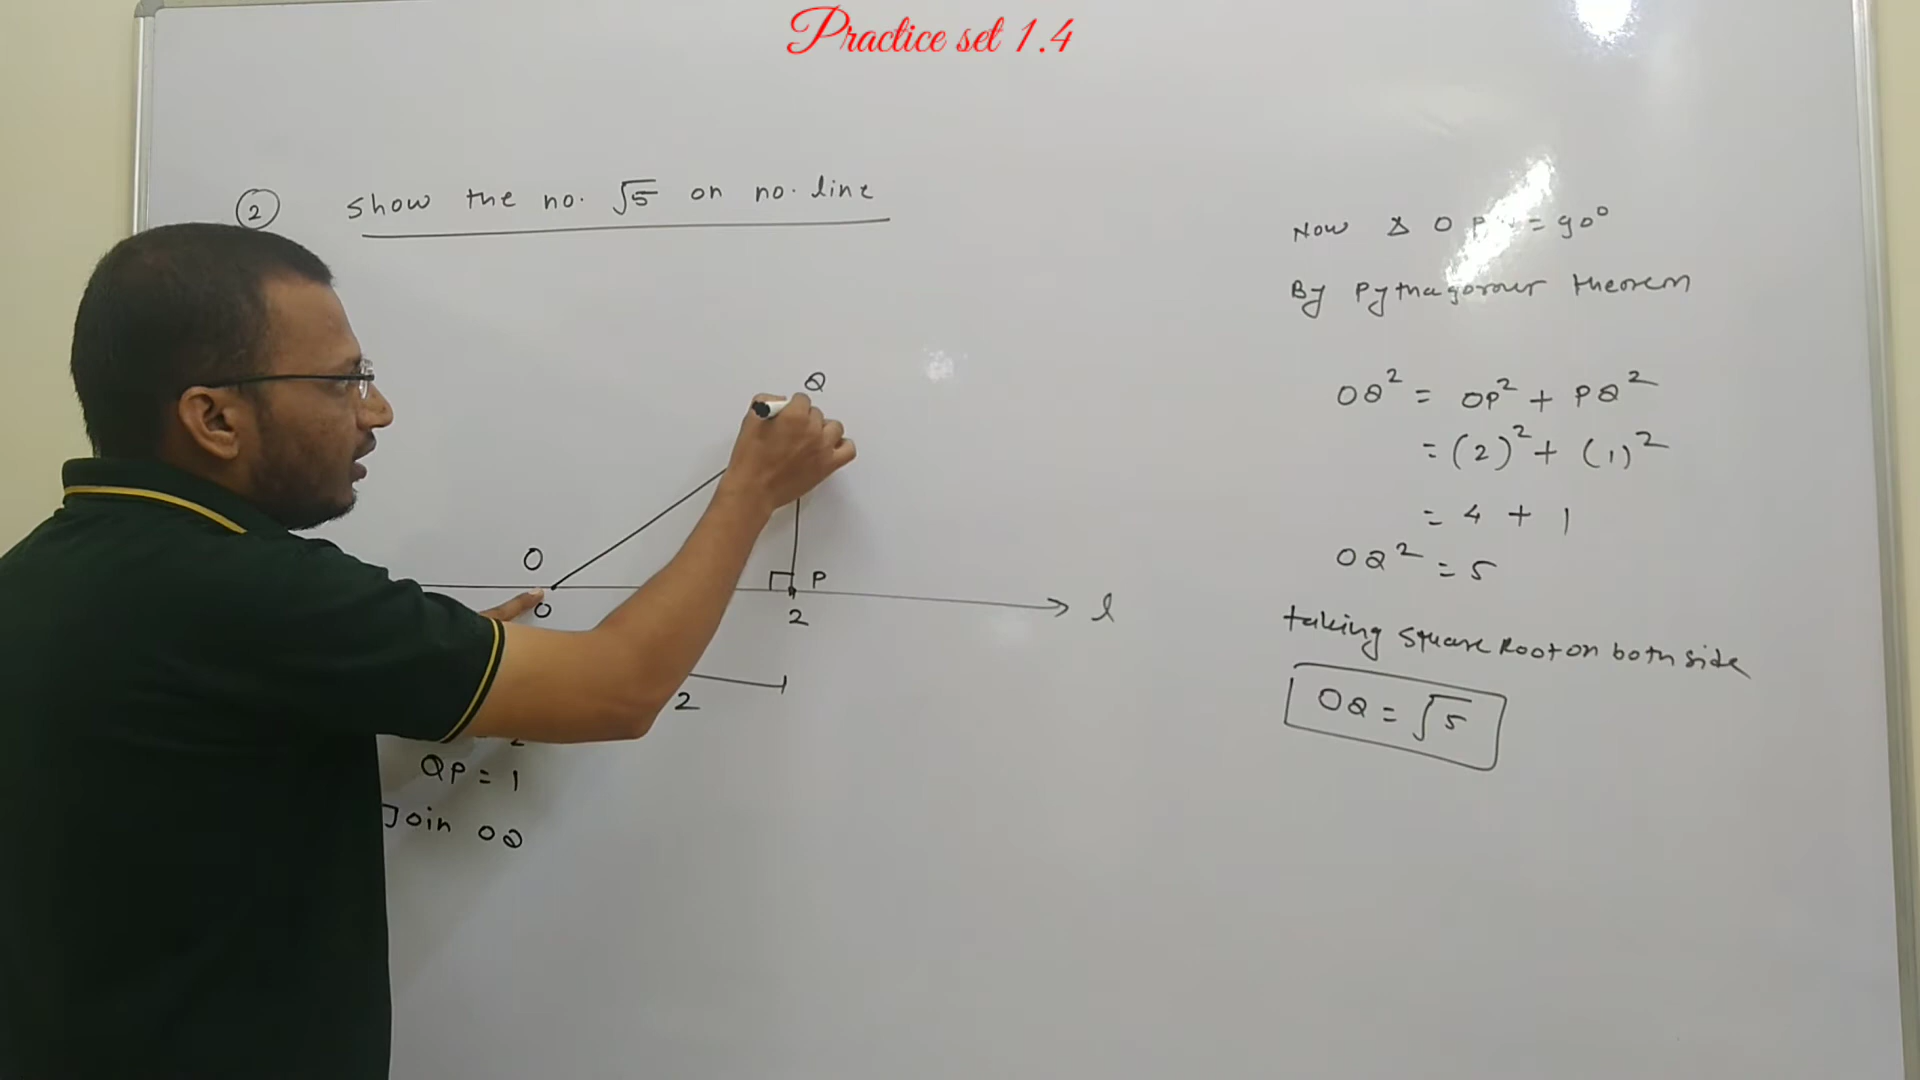 Practice set 1.4
2 show the no. √5 on no. line
Q
O
P
0
2
l
2
QP = 1
Join OQ
Now Δ O P = 90°
By Pythagorour theorem
OQ² = OP² + PQ²
= (2)² + (1)²
= 4 + 1
OQ² = 5
taking square Root on both side
OQ = √5